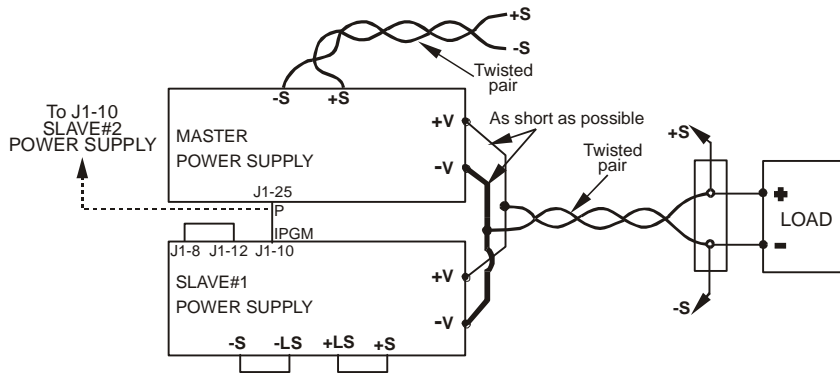 +S
-S
Twisted
pair
-S +S
To J1-10
SLAVE#2
POWER SUPPLY
MASTER
POWER SUPPLY
+V
-V
As short as possible
Twisted
pair
+S
+
LOAD
-
-S
J1-25
P
IPGM
J1-8 J1-12 J1-10
SLAVE#1
POWER SUPPLY
+V
-V
-S -LS +LS +S